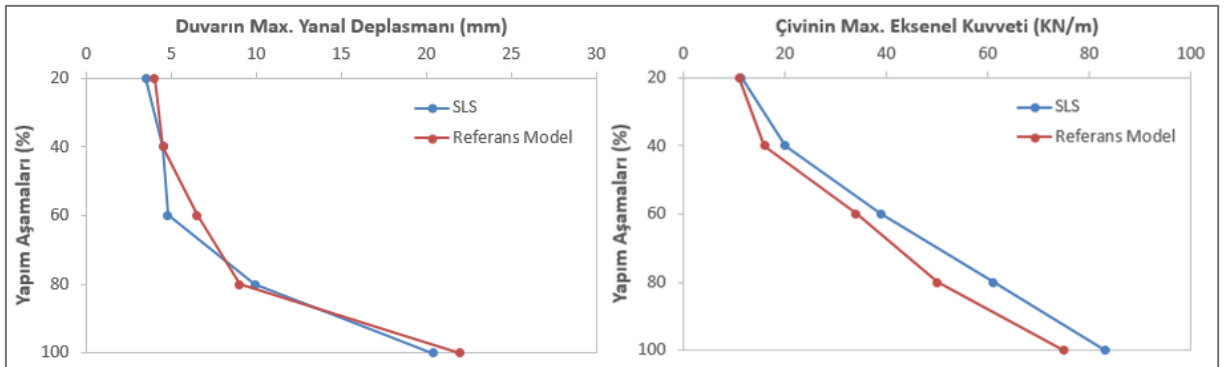 Duvarın Max. Yanal Deplasmanı (mm)
0 5 10 15 20 25 30
20
40
60
80
100
Yapım Aşamaları (%)
SLS
Referans Model
Çivinin Max. Eksenel Kuvveti (KN/m)
0 20 40 60 80 100
20
40
60
80
100
Yapım Aşamaları (%)
SLS
Referans Model